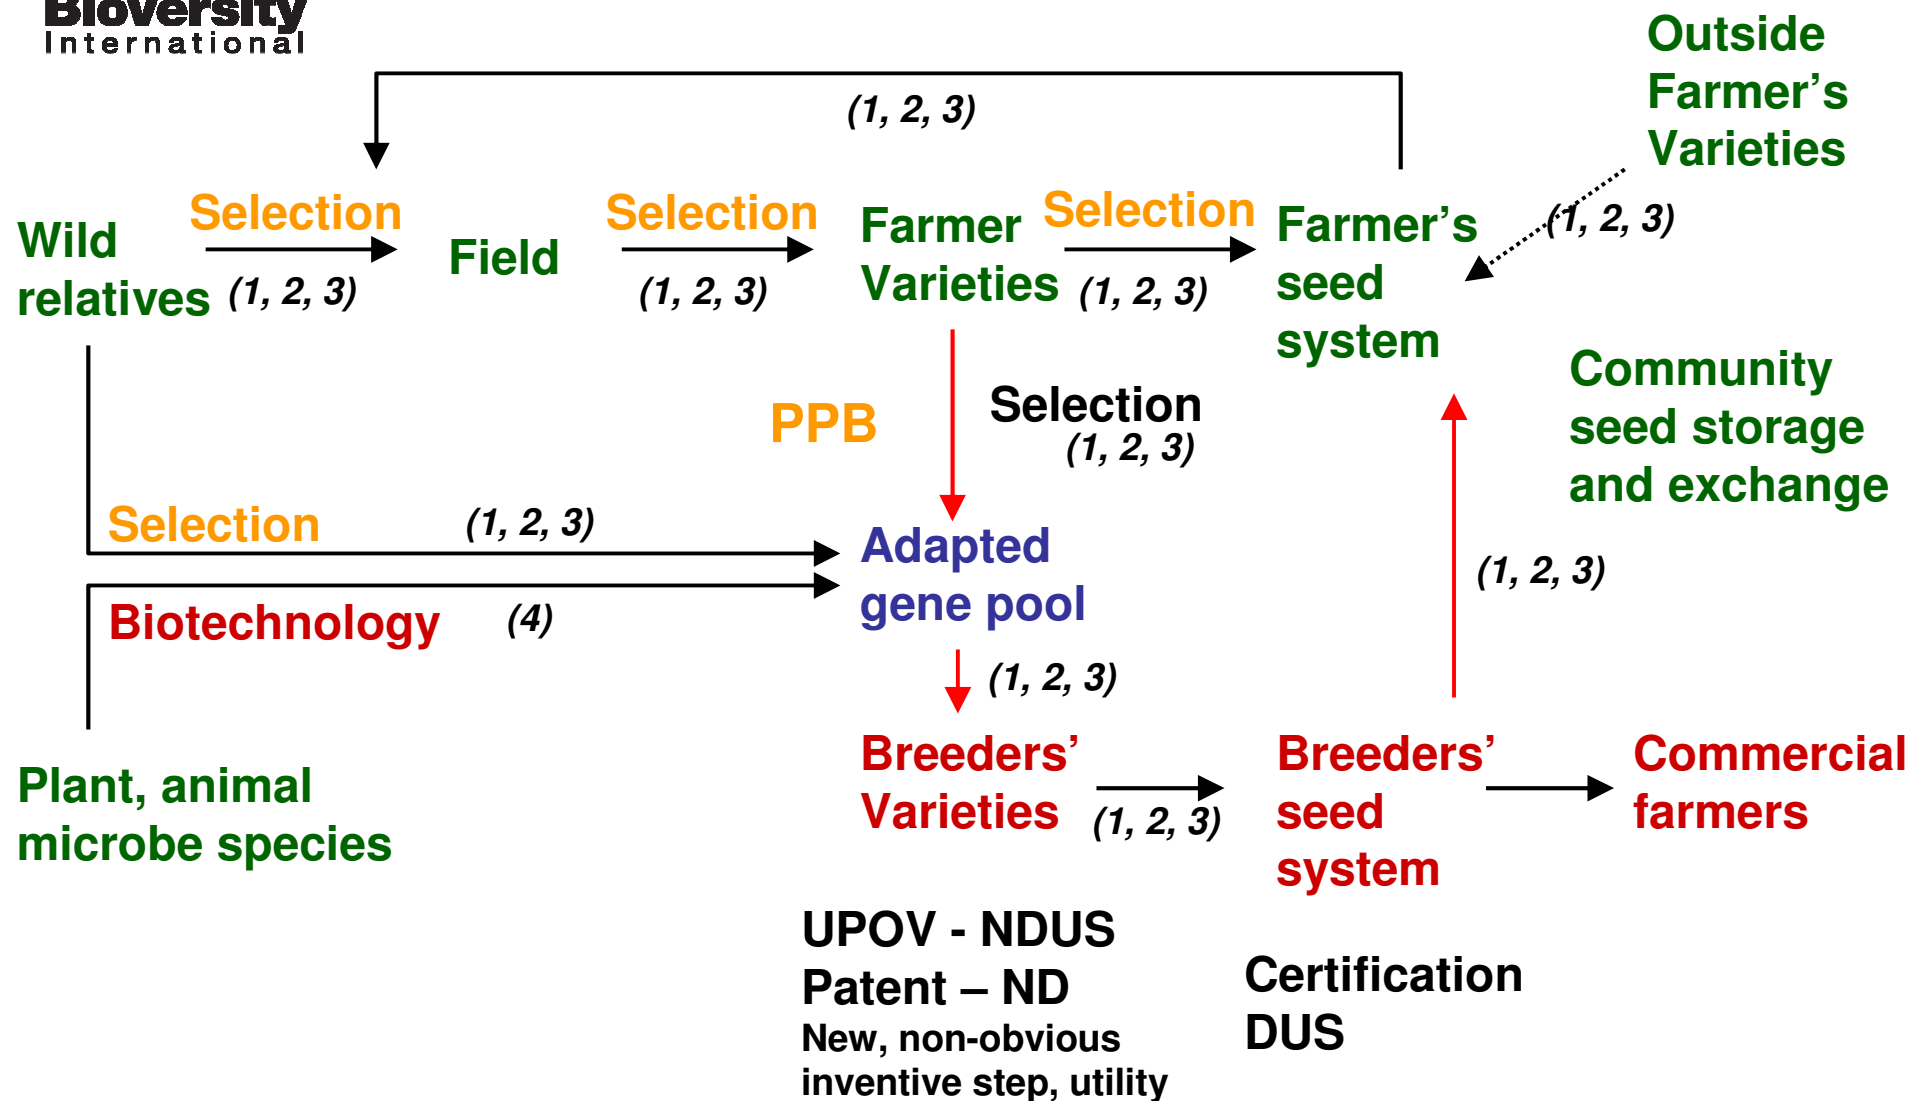 Bioversity
International
Outside
Farmer's
Varieties
(1, 2, 3)
Selection
Selection
Selection
(1, 2, 3)
Wild
relatives
(1, 2, 3)
Field
(1, 2, 3)
Farmer
Varieties
(1, 2, 3)
Farmer's
seed
system
Community
seed storage
and exchange
PPB
Selection
(1, 2, 3)
Selection
(1, 2, 3)
Adapted
gene pool
(1, 2, 3)
Biotechnology
(4)
(1, 2, 3)
Plant, animal
microbe species
Breeders'
Varieties
(1, 2, 3)
Breeders'
seed
system
Commercial
farmers
UPOV - NDUS
Patent – ND
New, non-obvious
inventive step, utility
Certification
DUS